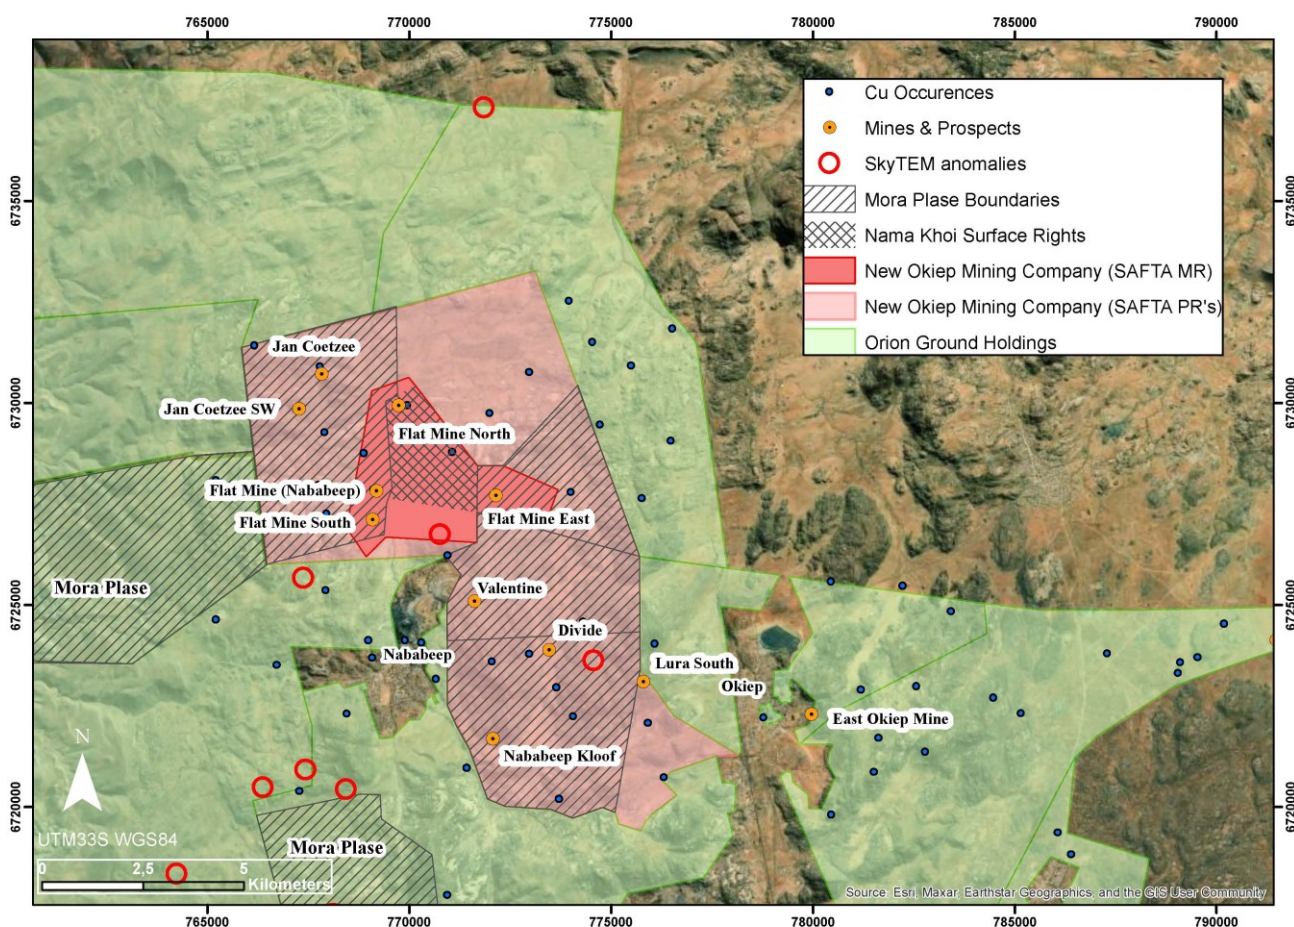 765000
770000
775000
780000
785000
790000
Cu Occurences
Mines & Prospects
SkyTEM anomalies
Mora Plase Boundaries
Nama Khoi Surface Rights
New Okiep Mining Company (SAFTA MR)
New Okiep Mining Company (SAFTA PR's)
Orion Ground Holdings
6735000
6735000
Jan Coetzee
Jan Coetzee SW
6730000
6730000
Flat Mine North
Flat Mine (Nababeep)
Flat Mine South
Flat Mine East
Mora Plase
Valentine
6725000
6725000
Divide
Nababeep
Lura South
Okiep
East Okiep Mine
Nababeep Kloof
N
6720000
6720000
UTM33S WGS84
Mora Plase
0
2,5
5
Kilometers
Source: Esri, Maxar, Earthstar Geographics, and the GIS User Community
765000
770000
775000
780000
785000
790000